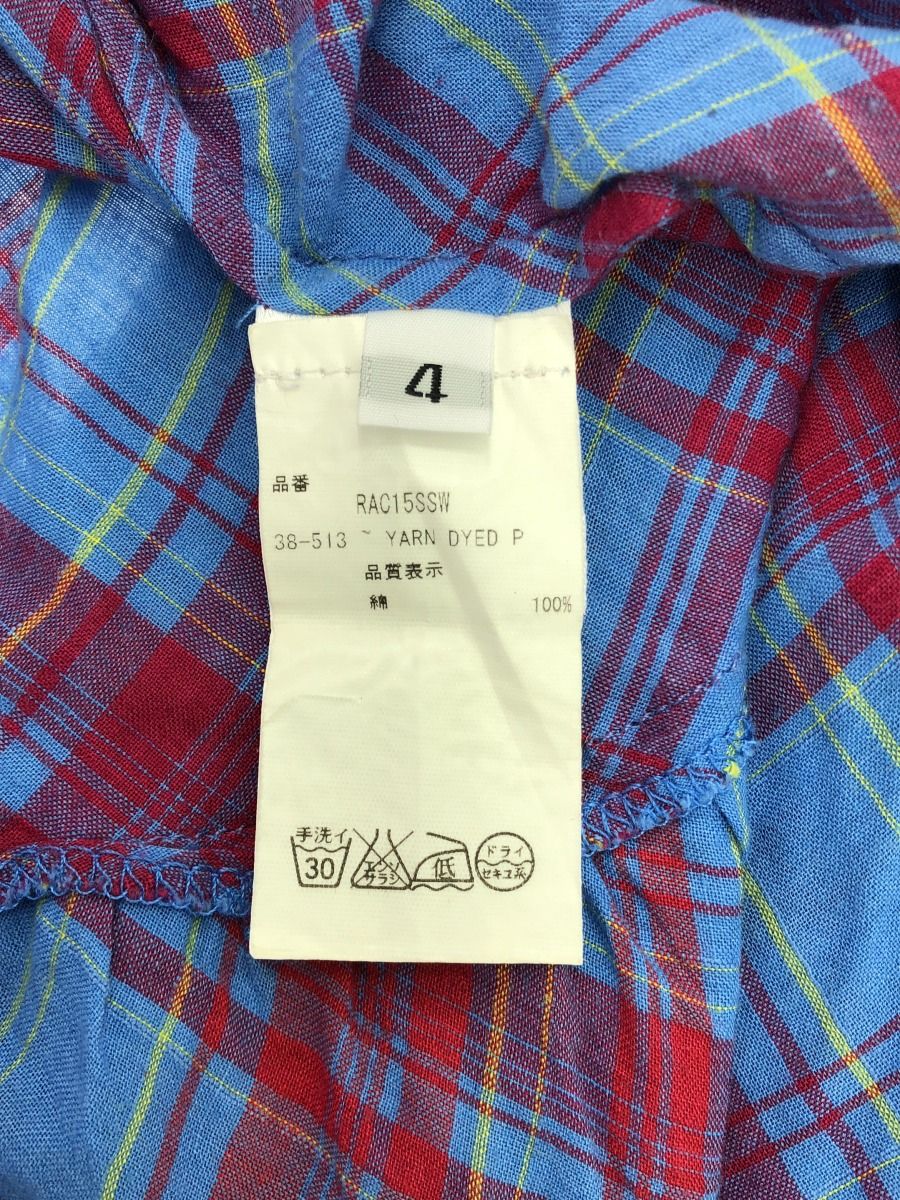 4
品番
RAC15SSW
38-513 ~ YARN DYED P
品質表示
綿 100%
手洗イ
30
エンソ
サラシ
低
ドライ
セキユ系